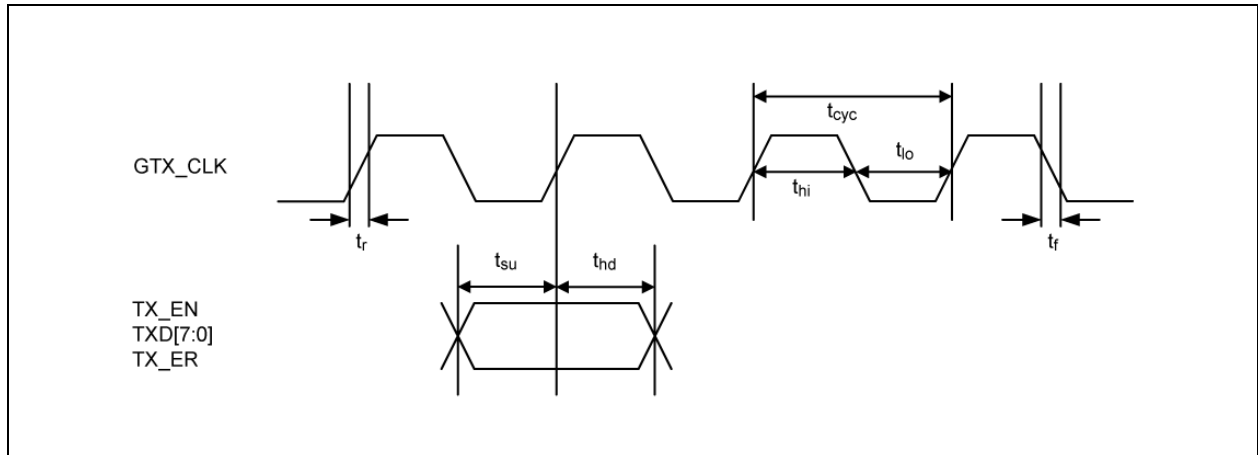 t_cyc
GTX_CLK
t_lo
t_hi
t_r
t_f
t_su
t_hd
TX_EN
TXD[7:0]
TX_ER